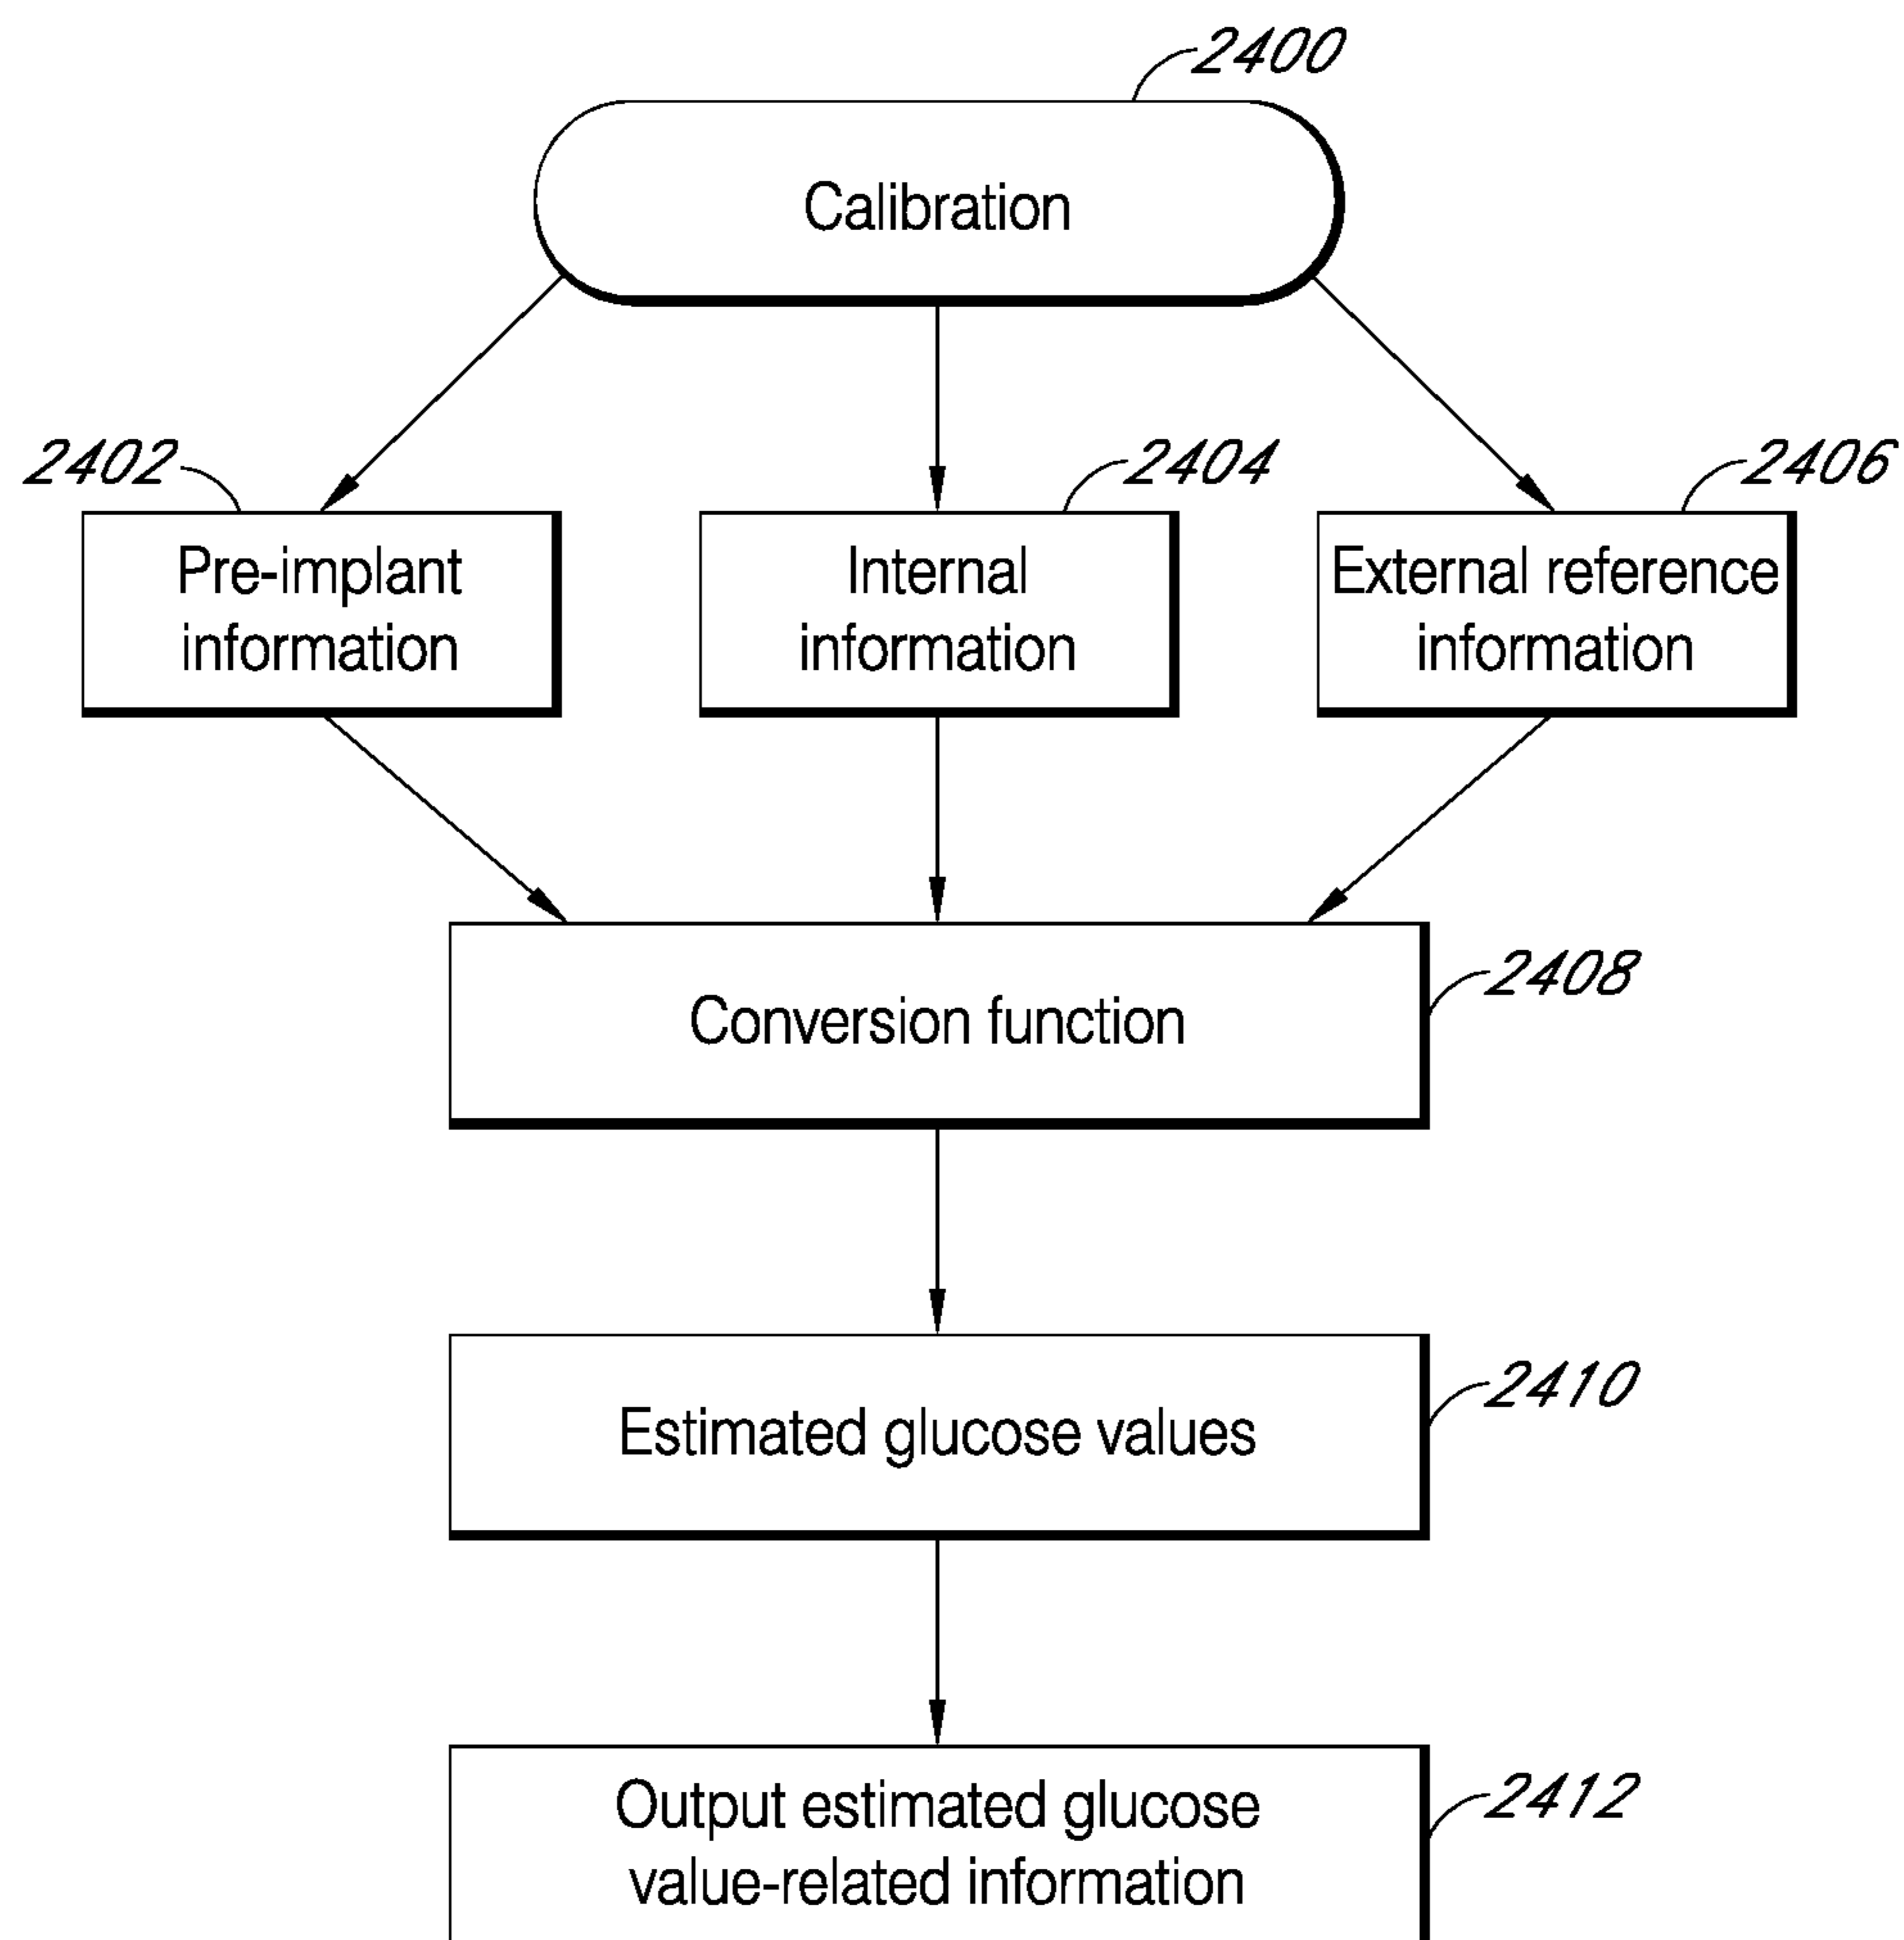 2400
Calibration
2402
2404
2406
Pre-implant
information
Internal
information
External reference
information
2408
Conversion function
2410
Estimated glucose values
2412
Output estimated glucose
value-related information